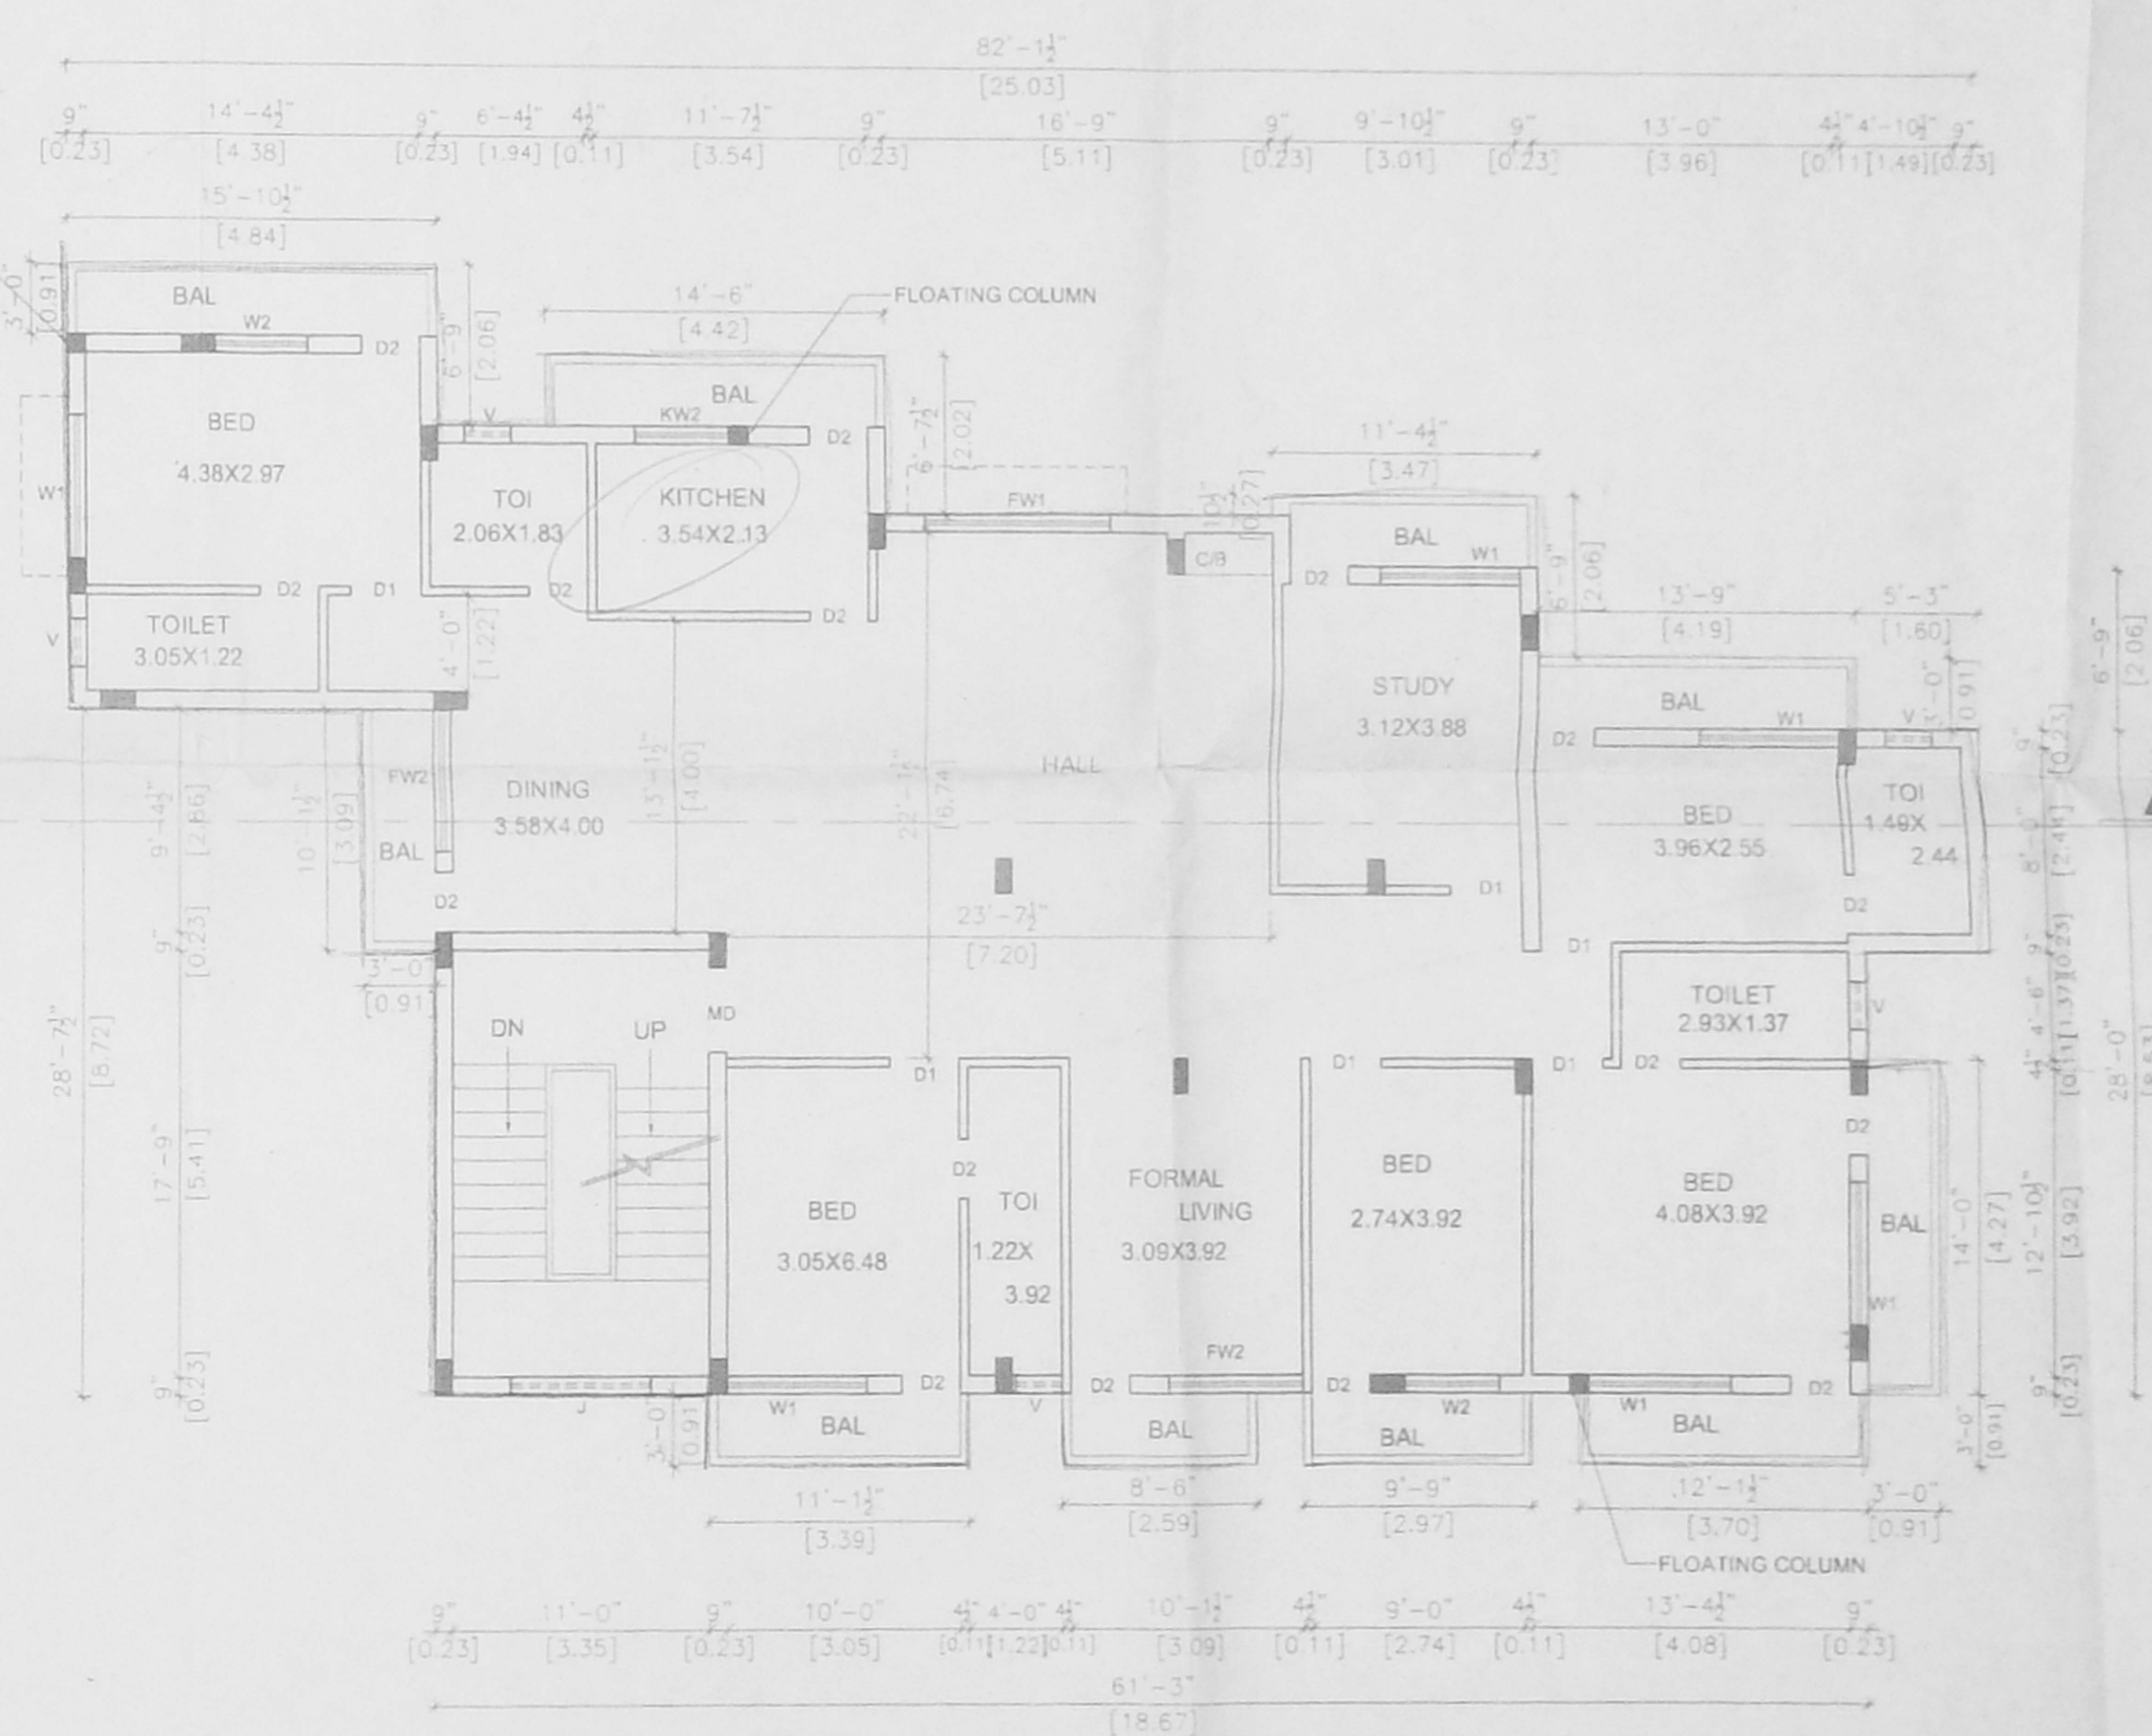 82'-1½"
[25.03]
9" 14'-4½" 9" 6'-4½" 4½" 11'-7½" 9" 16'-9" 9" 9'-10½" 9" 13'-0" 4½" 4'-10½" 9"
[0.23] [4.38] [0.23] [1.94] [0.11] [3.54] [0.23] [5.11] [0.23] [3.01] [0.23] [3.96] [0.11] [1.49] [0.23]
15'-10½"
[4.84]
3'-0"
[0.91]
BAL
W2
D2
6'-9"
[2.06]
14'-6"
[4.42]
FLOATING COLUMN
BAL
V
KW2
D2
6'-7½"
[2.02]
BED
4.38X2.97
W1
TOI
2.06X1.83
KITCHEN
3.54X2.13
FW1
10½"
[0.27]
C/B
11'-4½"
[3.47]
BAL
W1
D2
6'-9"
[2.06]
13'-9"
[4.19]
5'-3"
[1.60]
6'-9"
[2.06]
D2
D1
D2
D2
TOILET
3.05X1.22
V
4'-0"
[1.22]
STUDY
3.12X3.88
BAL
W1
V
3'-0"
[0.91]
D2
9"
[0.23]
FW2
DINING
3.58X4.00
13'-1½"
[4.00]
22'-1½"
[6.74]
HALL
BED
3.96X2.55
TOI
1.49X
2.44
8'-0"
[2.44]
9'-4½"
[2.86]
10'-1½"
[3.09]
BAL
D2
D1
D2
9"
[0.23]
23'-7½"
[7.20]
D1
9"
[0.23]
3'-0"
[0.91]
DN
UP
MD
TOILET
2.93X1.37
V
4'-6"
[1.37]
28'-7½"
[8.72]
D1
D1
D1
D2
4½"
[0.11]
28'-0"
D2
17'-9"
[5.41]
D2
BED
3.05X6.48
TOI
1.22X
3.92
FORMAL
LIVING
3.09X3.92
BED
2.74X3.92
BED
4.08X3.92
BAL
W1
14'-0"
[4.27]
12'-10½"
[3.92]
9"
[0.23]
FW2
D2
D2
D2
D2
J
W1
V
W2
W1
9"
[0.23]
3'-0"
[0.91]
BAL
BAL
BAL
BAL
3'-0"
[0.91]
11'-1½"
[3.39]
8'-6"
[2.59]
9'-9"
[2.97]
12'-1½"
[3.70]
3'-0"
[0.91]
FLOATING COLUMN
9" 11'-0" 9" 10'-0" 4½" 4'-0" 4½" 10'-1½" 4½" 9'-0" 4½" 13'-4½" 9"
[0.23] [3.35] [0.23] [3.05] [0.11] [1.22] [0.11] [3.09] [0.11] [2.74] [0.11] [4.08] [0.23]
61'-3"
[18.67]